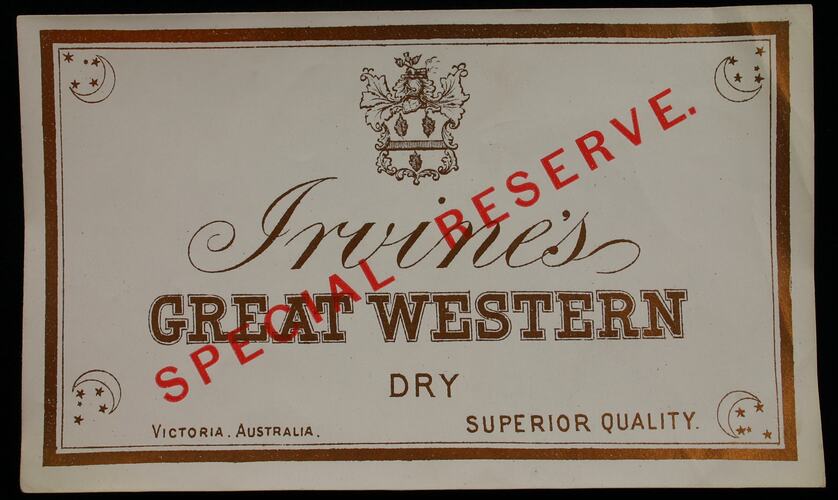 SPECIAL RESERVE.
Irvine's
GREAT WESTERN
DRY
VICTORIA. AUSTRALIA.
SUPERIOR QUALITY.